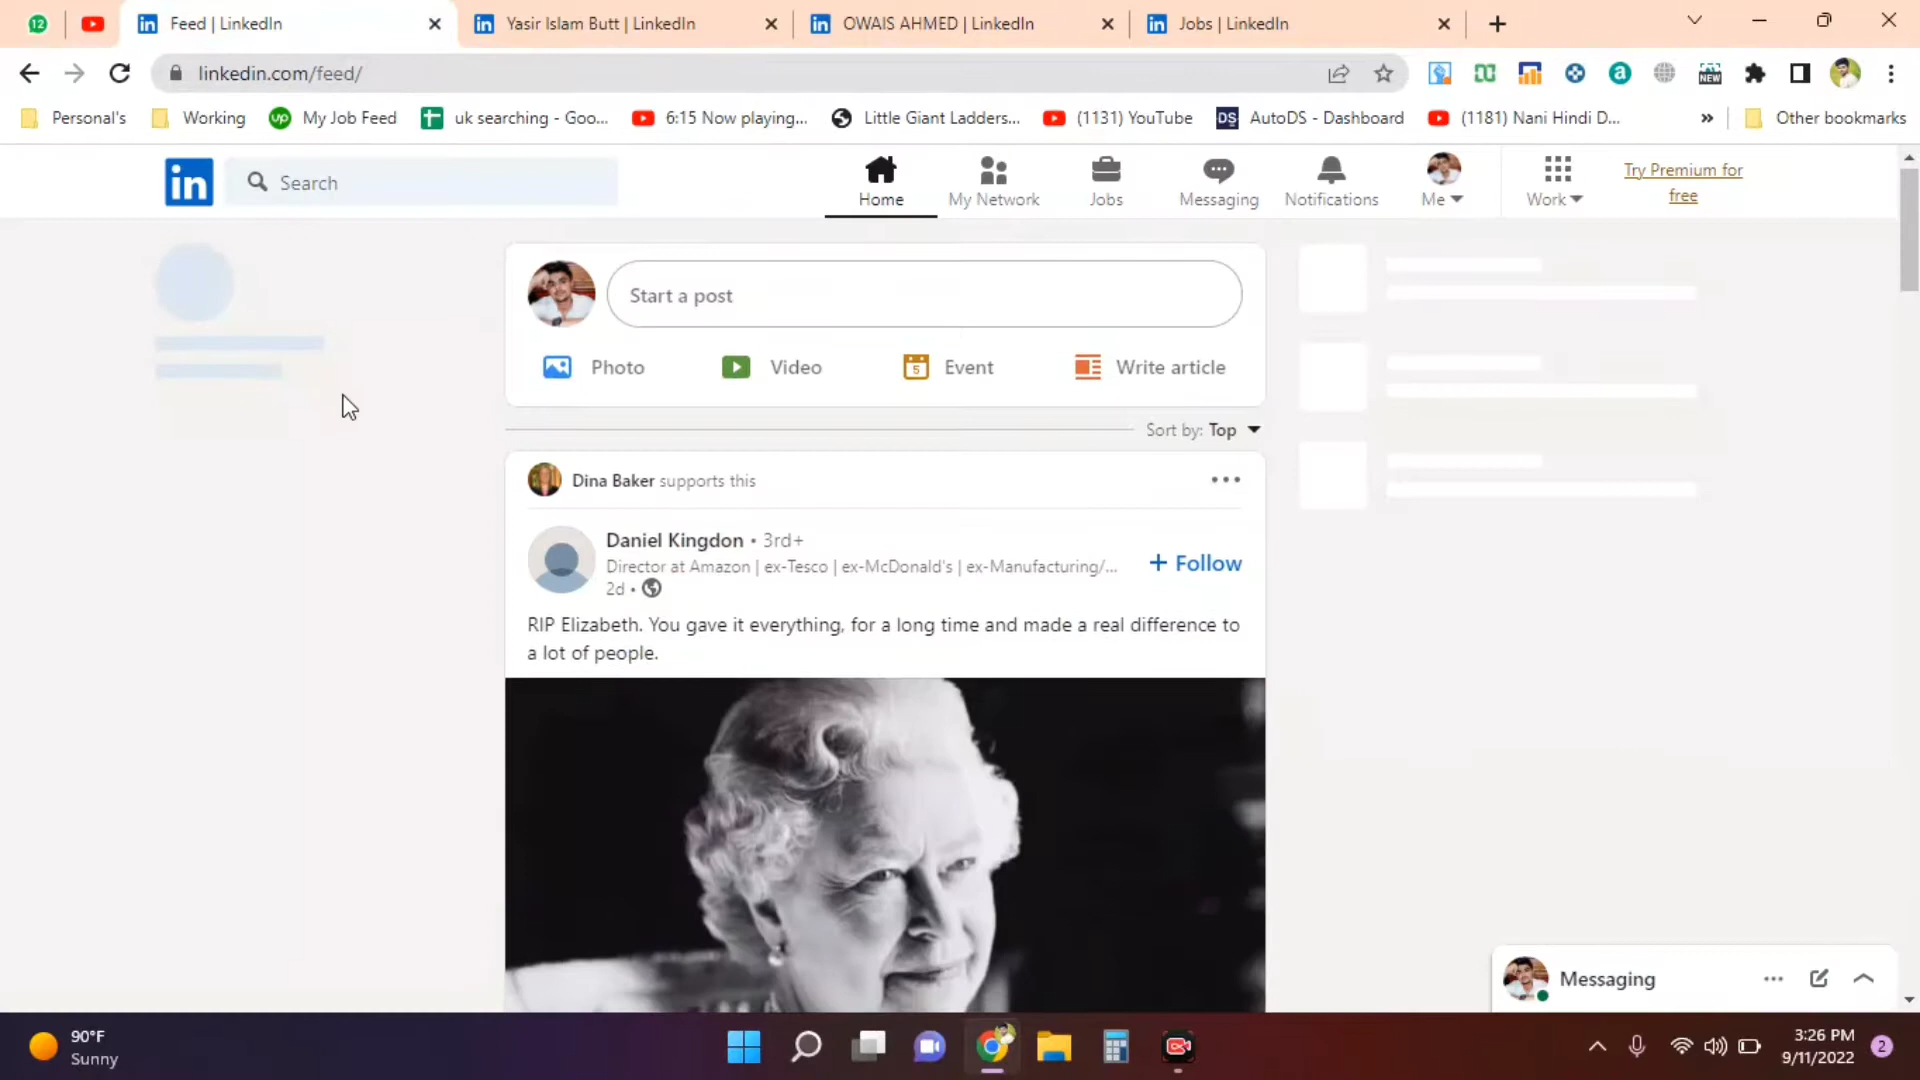 12
Feed | LinkedIn
Yasir Islam Butt | LinkedIn
OWAIS AHMED | LinkedIn
Jobs | LinkedIn
linkedin.com/feed/
NEW
Personal's
Working
My Job Feed
uk searching - Goo...
6:15 Now playing...
Little Giant Ladders...
(1131) YouTube
AutoDS - Dashboard
(1181) Nani Hindi D...
Other bookmarks
in
Search
Home
My Network
Jobs
Messaging
Notifications
Me
Work
Try Premium for
free
Start a post
Photo
Video
Event
Write article
Sort by: Top
Dina Baker supports this
Daniel Kingdon • 3rd+
Director at Amazon | ex-Tesco | ex-McDonald's | ex-Manufacturing/...
+ Follow
2d •
RIP Elizabeth. You gave it everything, for a long time and made a real difference to
a lot of people.
Messaging
90°F
Sunny
3:26 PM
9/11/2022
2